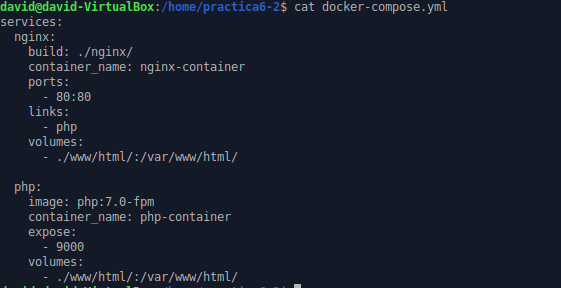 david@david-VirtualBox:/home/practica6-2$ cat docker-compose.yml
services:
  nginx:
    build: ./nginx/
    container_name: nginx-container
    ports:
      - 80:80
    links:
      - php
    volumes:
      - ./www/html/:/var/www/html/

  php:
    image: php:7.0-fpm
    container_name: php-container
    expose:
      - 9000
    volumes:
      - ./www/html/:/var/www/html/